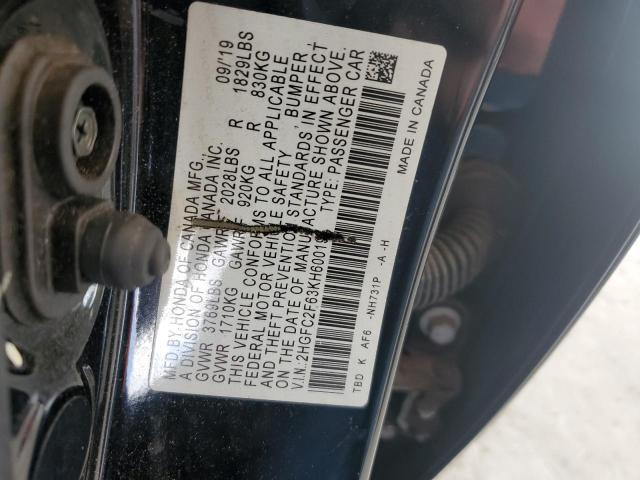 MFD. BY HONDA OF CANADA MFG. 09/19
A DIVISION OF HONDA CANADA INC.
GVWR 3769LBS GAWR F 2028LBS R 1829LBS
GVWR 1710KG GAWR F 920KG R 830KG
THIS VEHICLE CONFORMS TO ALL APPLICABLE
FEDERAL MOTOR VEHICLE SAFETY BUMPER,
AND THEFT PREVENTION STANDARDS IN EFFECT
ON THE DATE OF MANUFACTURE SHOWN ABOVE.
V.I.N. TYPE: PASSENGER CAR
TBD K AF6 -NH731P -A -H
MADE IN CANADA